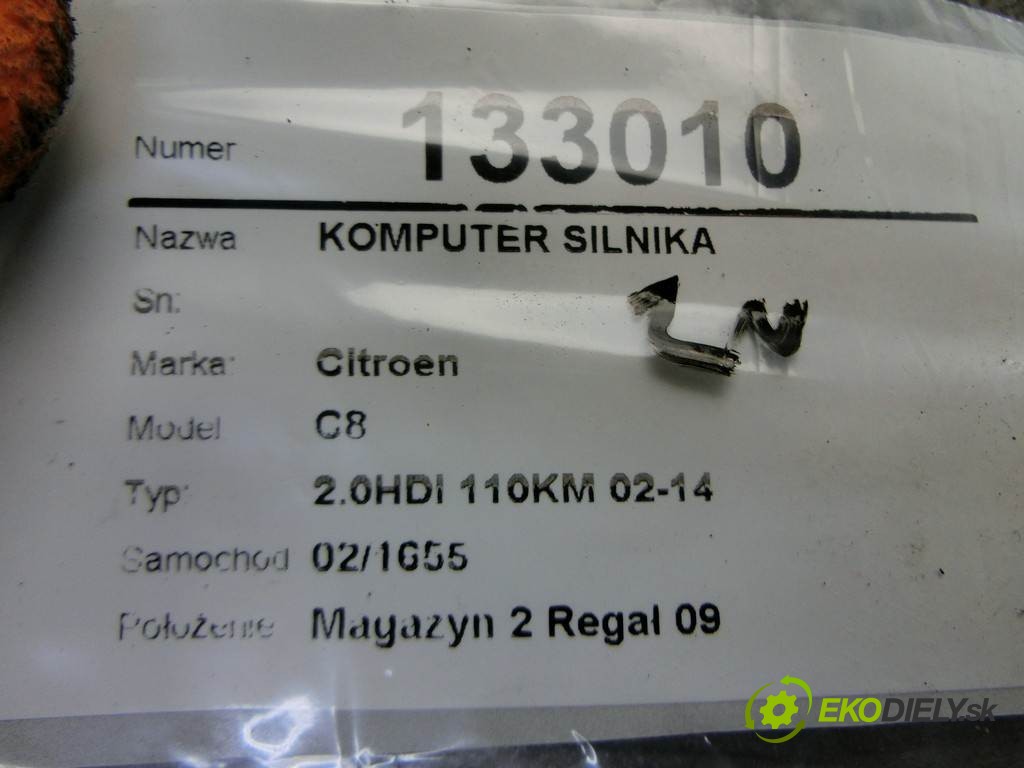 Numer 133010
Nazwa KOMPUTER SILNIKA
Sn:
Marka: Citroen
Model C8
Typ: 2.0HDI 110KM 02-14
Samochód 02/1655
Położenie Magazyn 2 Regał 09
EKODIELY.sk